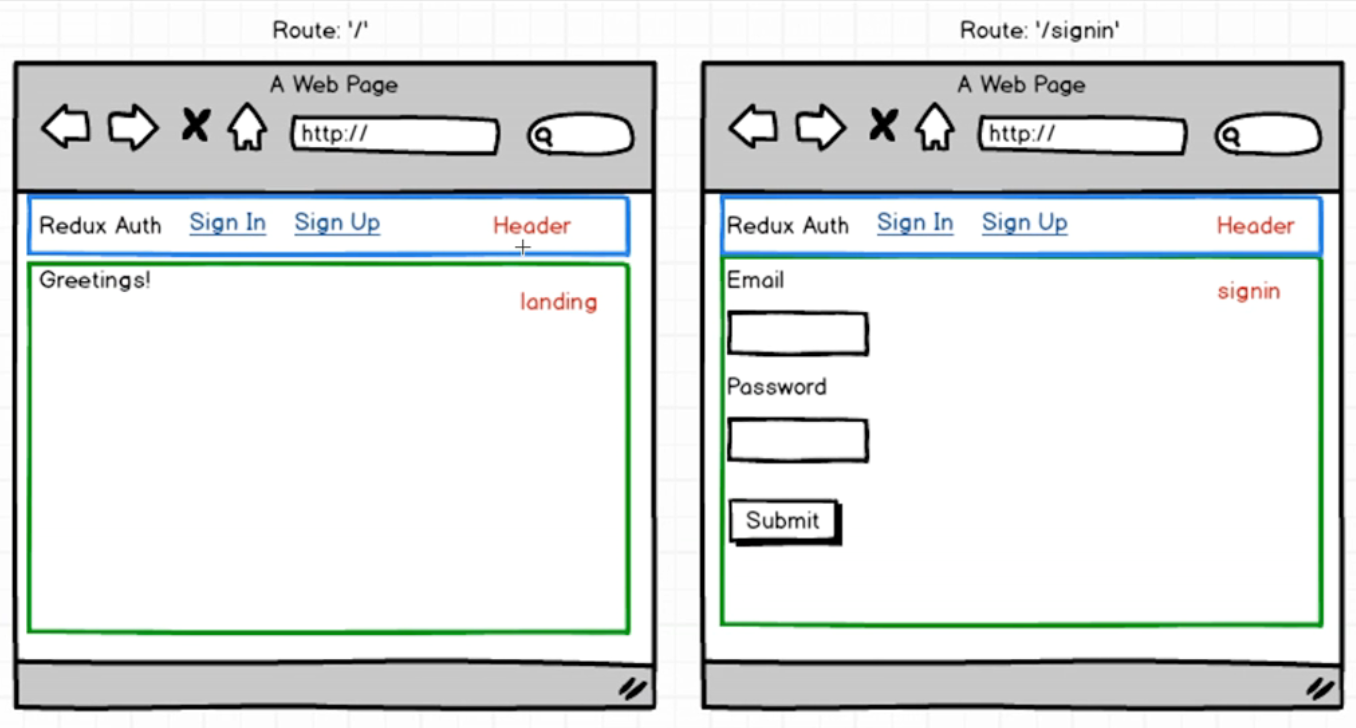 Route: '/'
A Web Page
http://
Redux Auth Sign In Sign Up Header
Greetings!
landing
Route: '/signin'
A Web Page
http://
Redux Auth Sign In Sign Up Header
Email
signin
Password
Submit